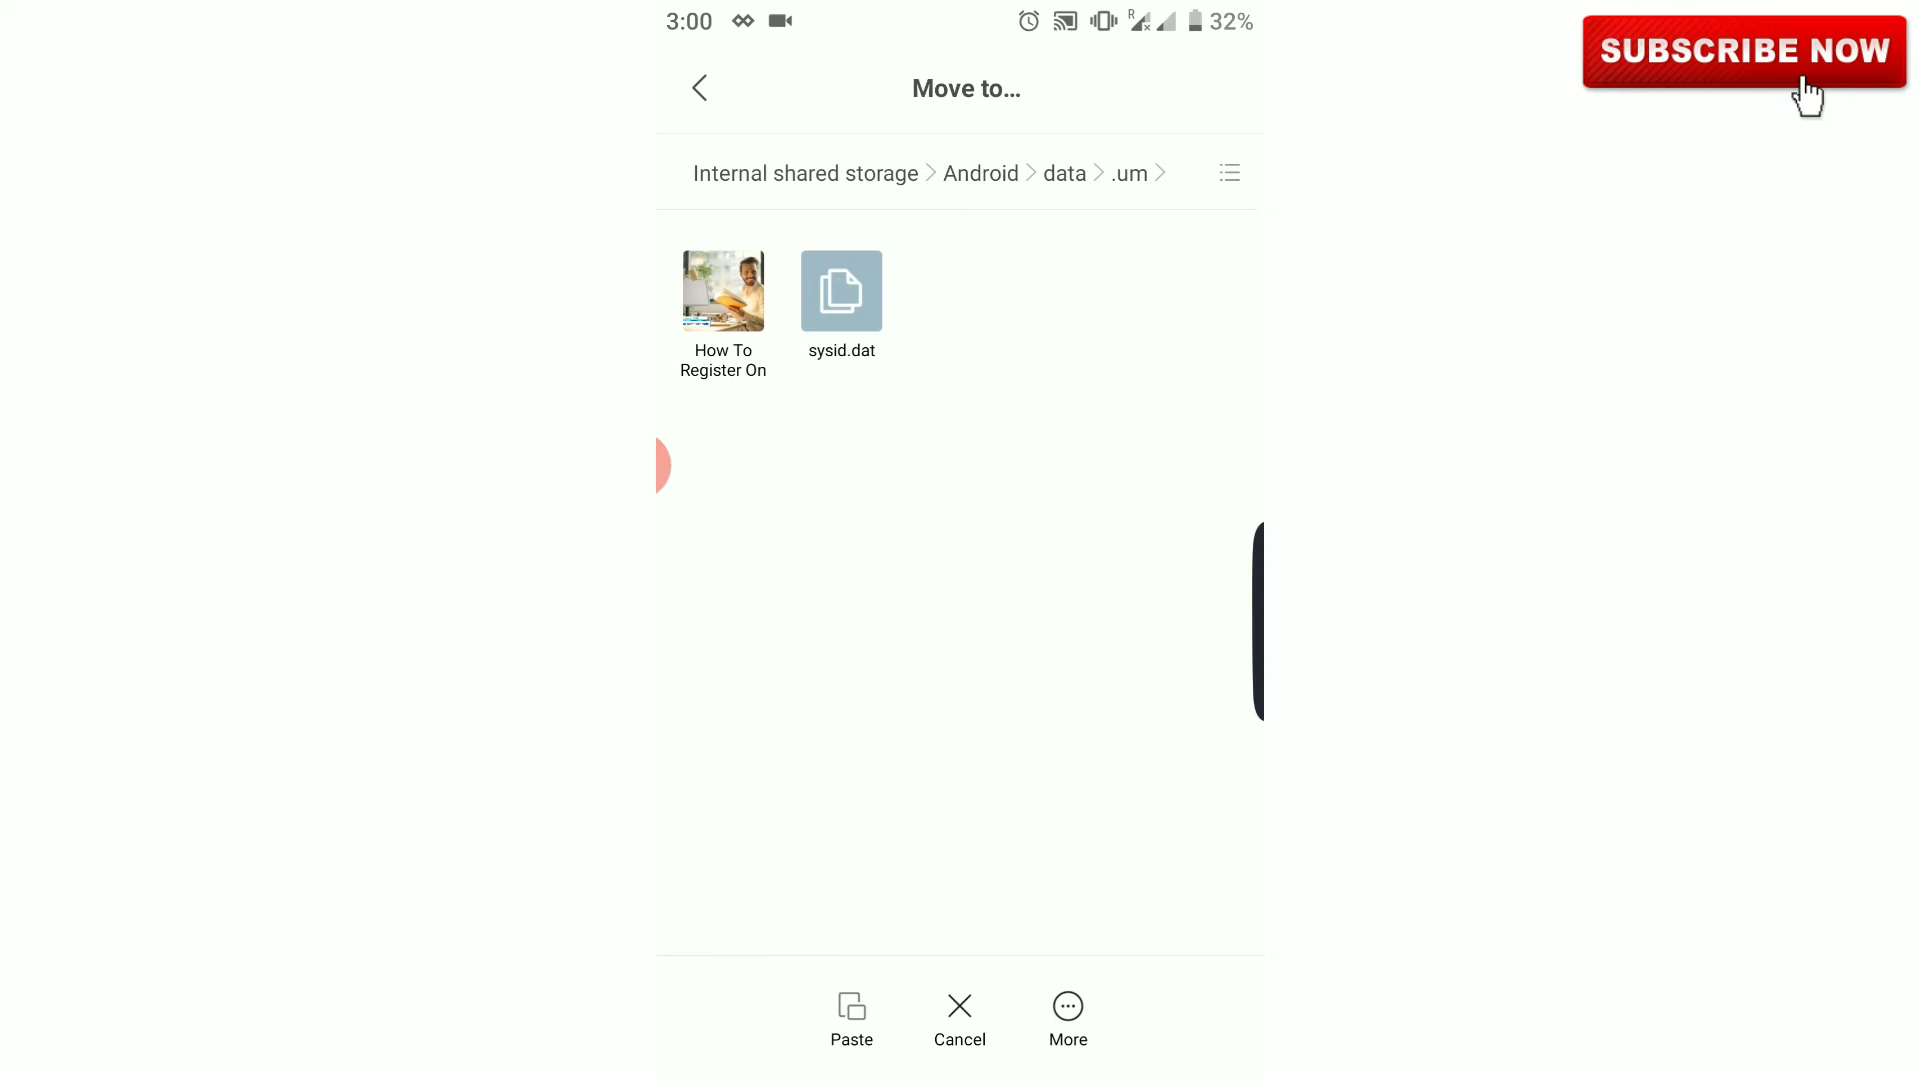 3:00
R
32%
SUBSCRIBE NOW
Move to...
Internal shared storage > Android > data > .um >
How To
Register On
sysid.dat
Paste
Cancel
More